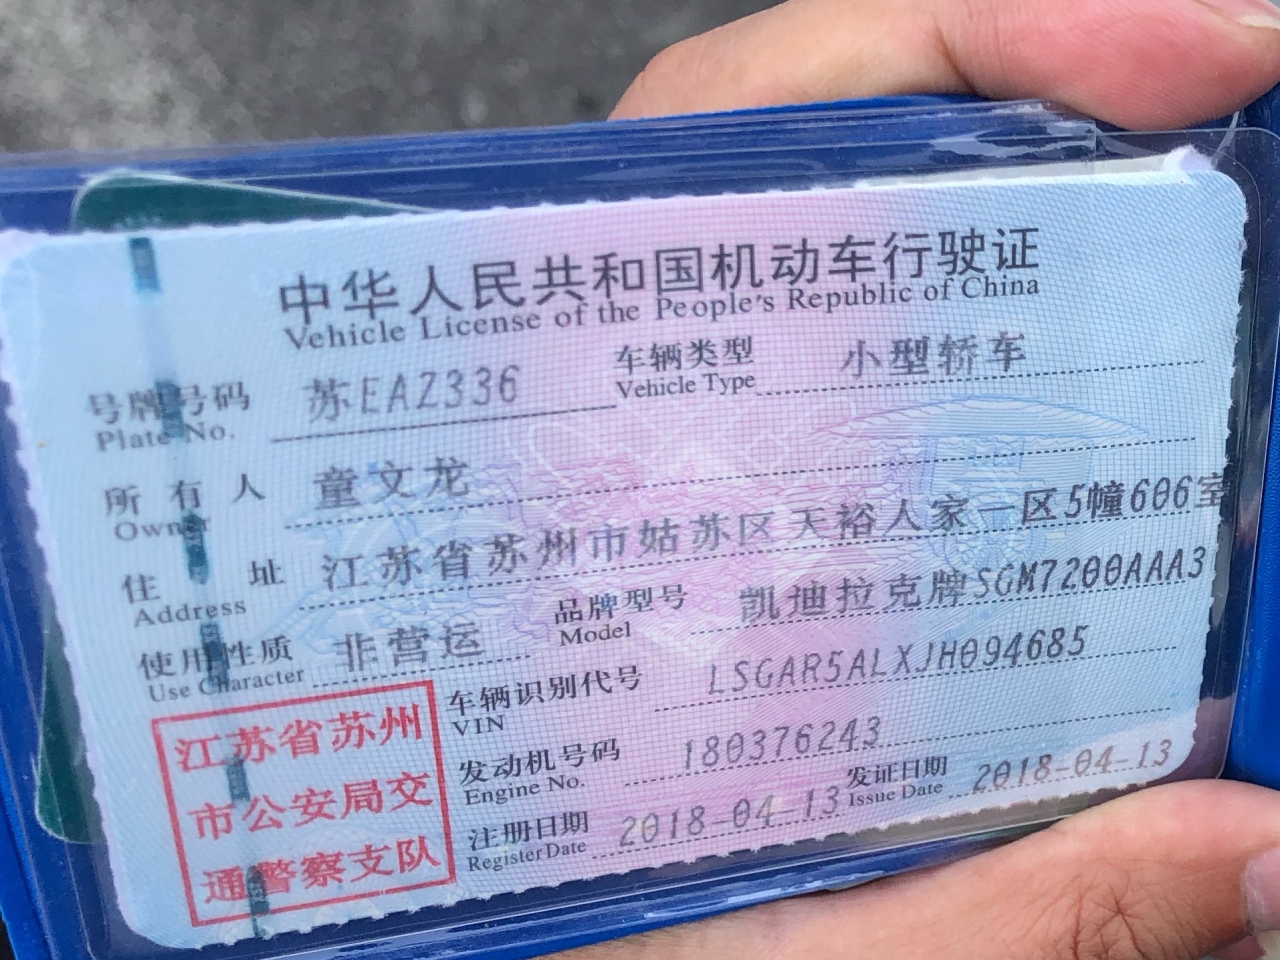 中华人民共和国机动车行驶证
Vehicle License of the People's Republic of China
号牌号码 苏EAZ336 车辆类型 小型轿车
Plate No. Vehicle Type
所有人 童文龙
Owner
住址 江苏省苏州市姑苏区天裕人家一区5幢606室
Address
使用性质 非营运 品牌型号 凯迪拉克牌SGM7200AAA3
Use Character Model
车辆识别代号 LSGAR5ALXJH094685
VIN
发动机号码 180376243
Engine No.
注册日期 2018-04-13 发证日期 2018-04-13
Register Date Issue Date
江苏省苏州
市公安局交
通警察支队